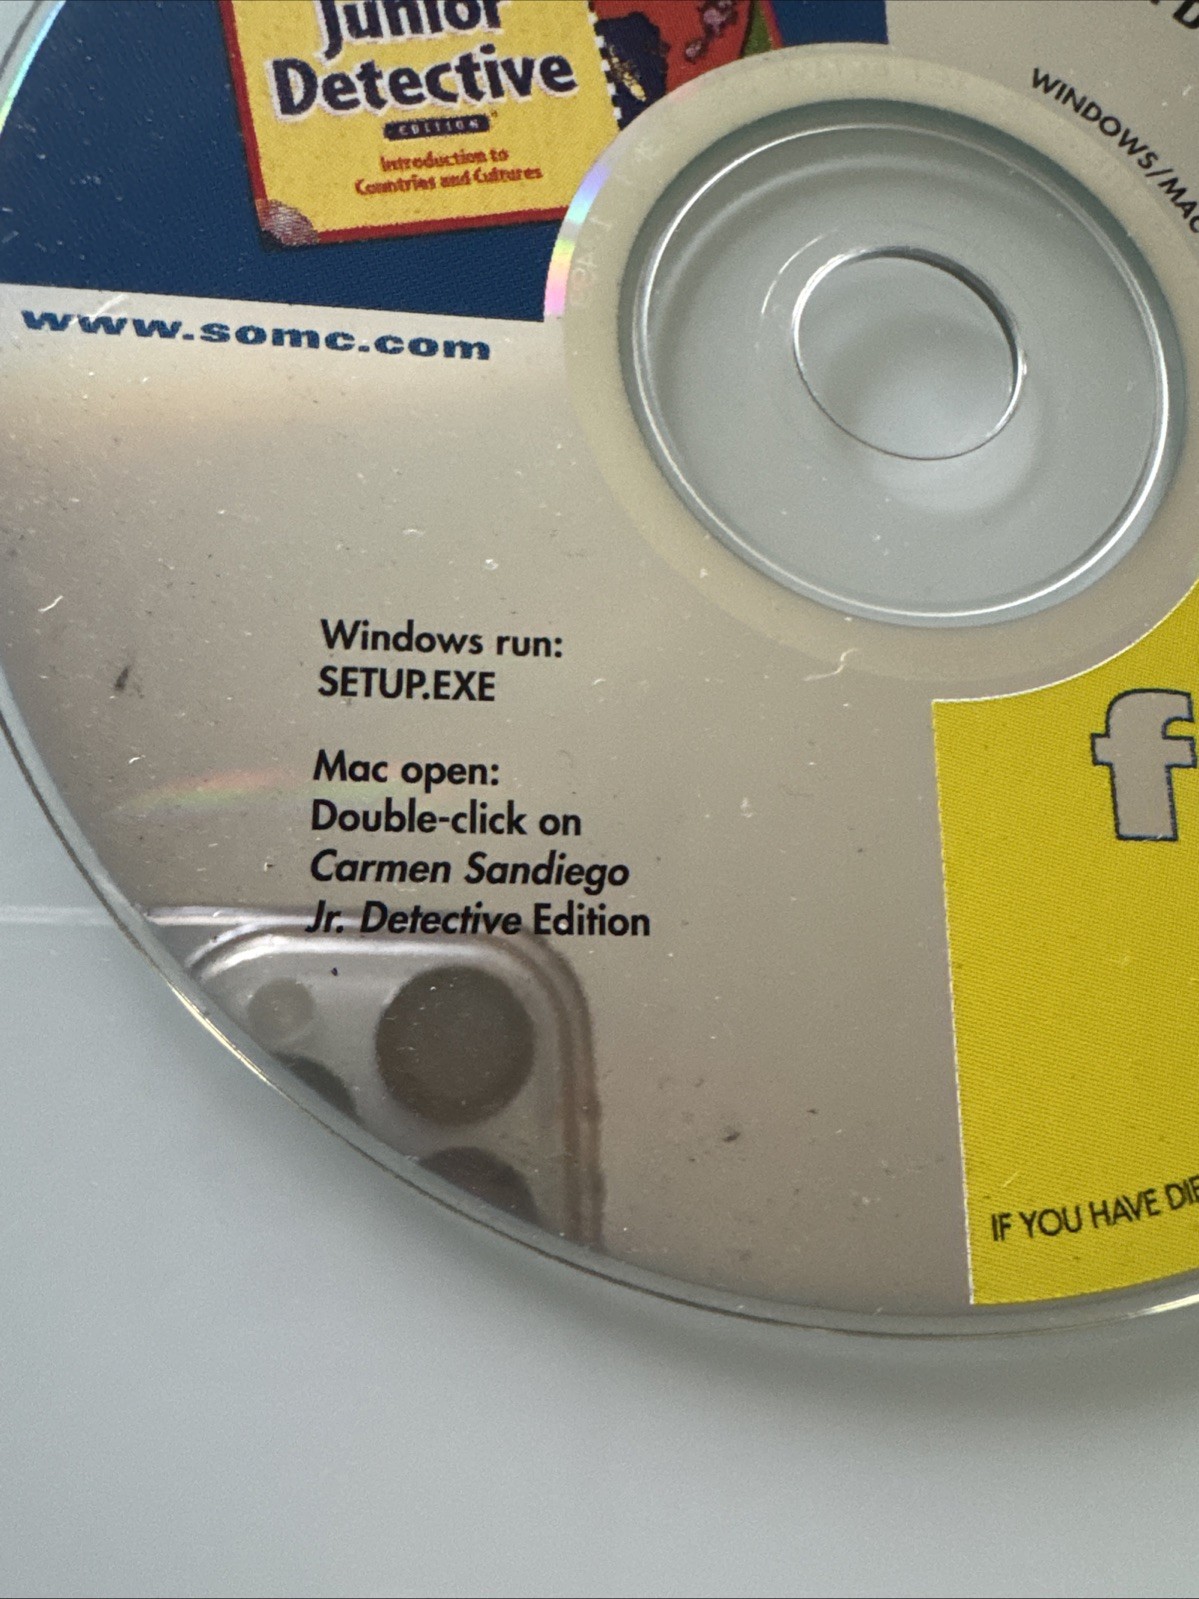 Junior
Detective
EDITION
Introduction to
Countries and Cultures
WINDOWS/MAC
www.somc.com
Windows run:
SETUP.EXE
Mac open:
Double-click on
Carmen Sandiego
Jr. Detective Edition
f
IF YOU HAVE